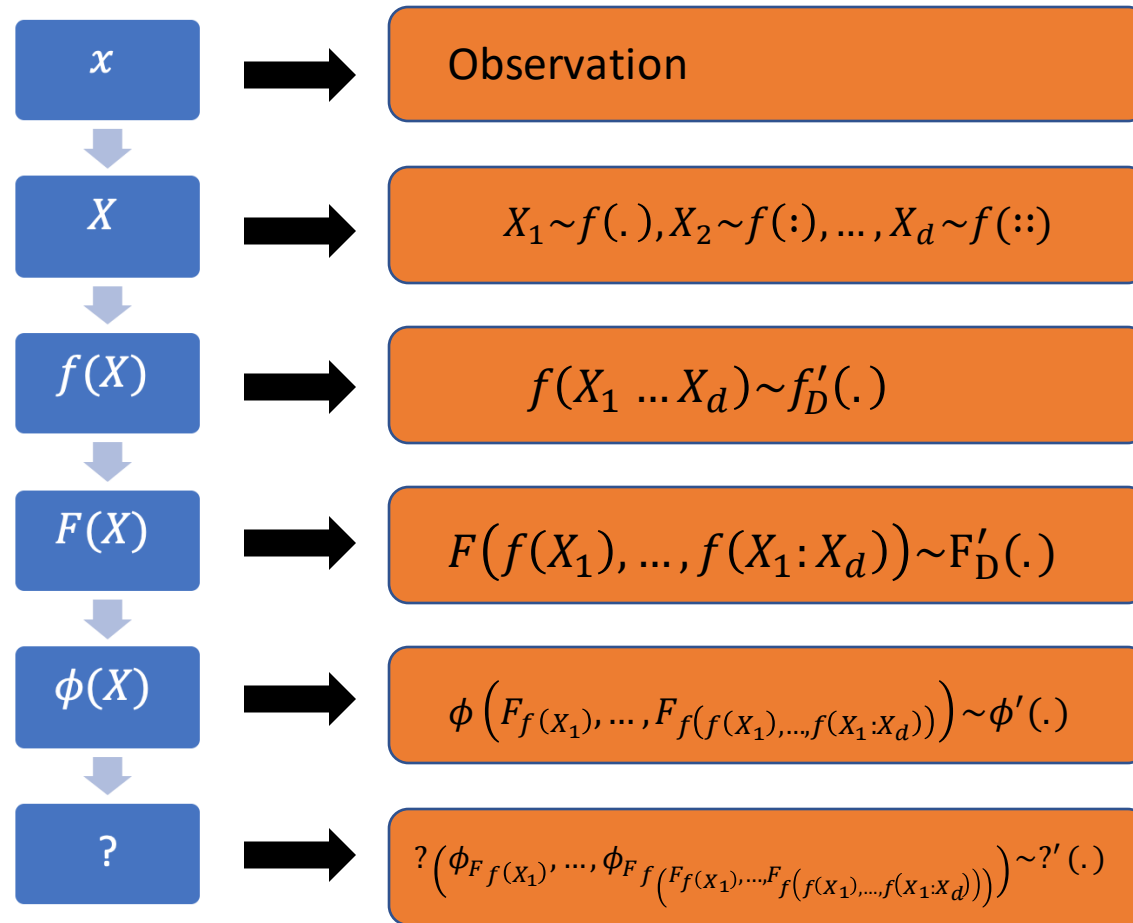 x
Observation
X
X₁~f(.), X₂~f(:), … , X_d~f(::)
f(X)
f(X₁ … X_d)~f′_D(.)
F(X)
F(f(X₁), … , f(X₁: X_d))~F′_D(.)
ϕ(X)
ϕ(F_{f(X₁)}, … , F_{f(f(X₁),…,f(X₁:X_d))})~ϕ′(.)
?
?(ϕ_{F_{f(X₁)}}, … , ϕ_{F_{f(F_{f(X₁)},…,F_{f(f(X₁),…,f(X₁:X_d))})}})~?′(.)